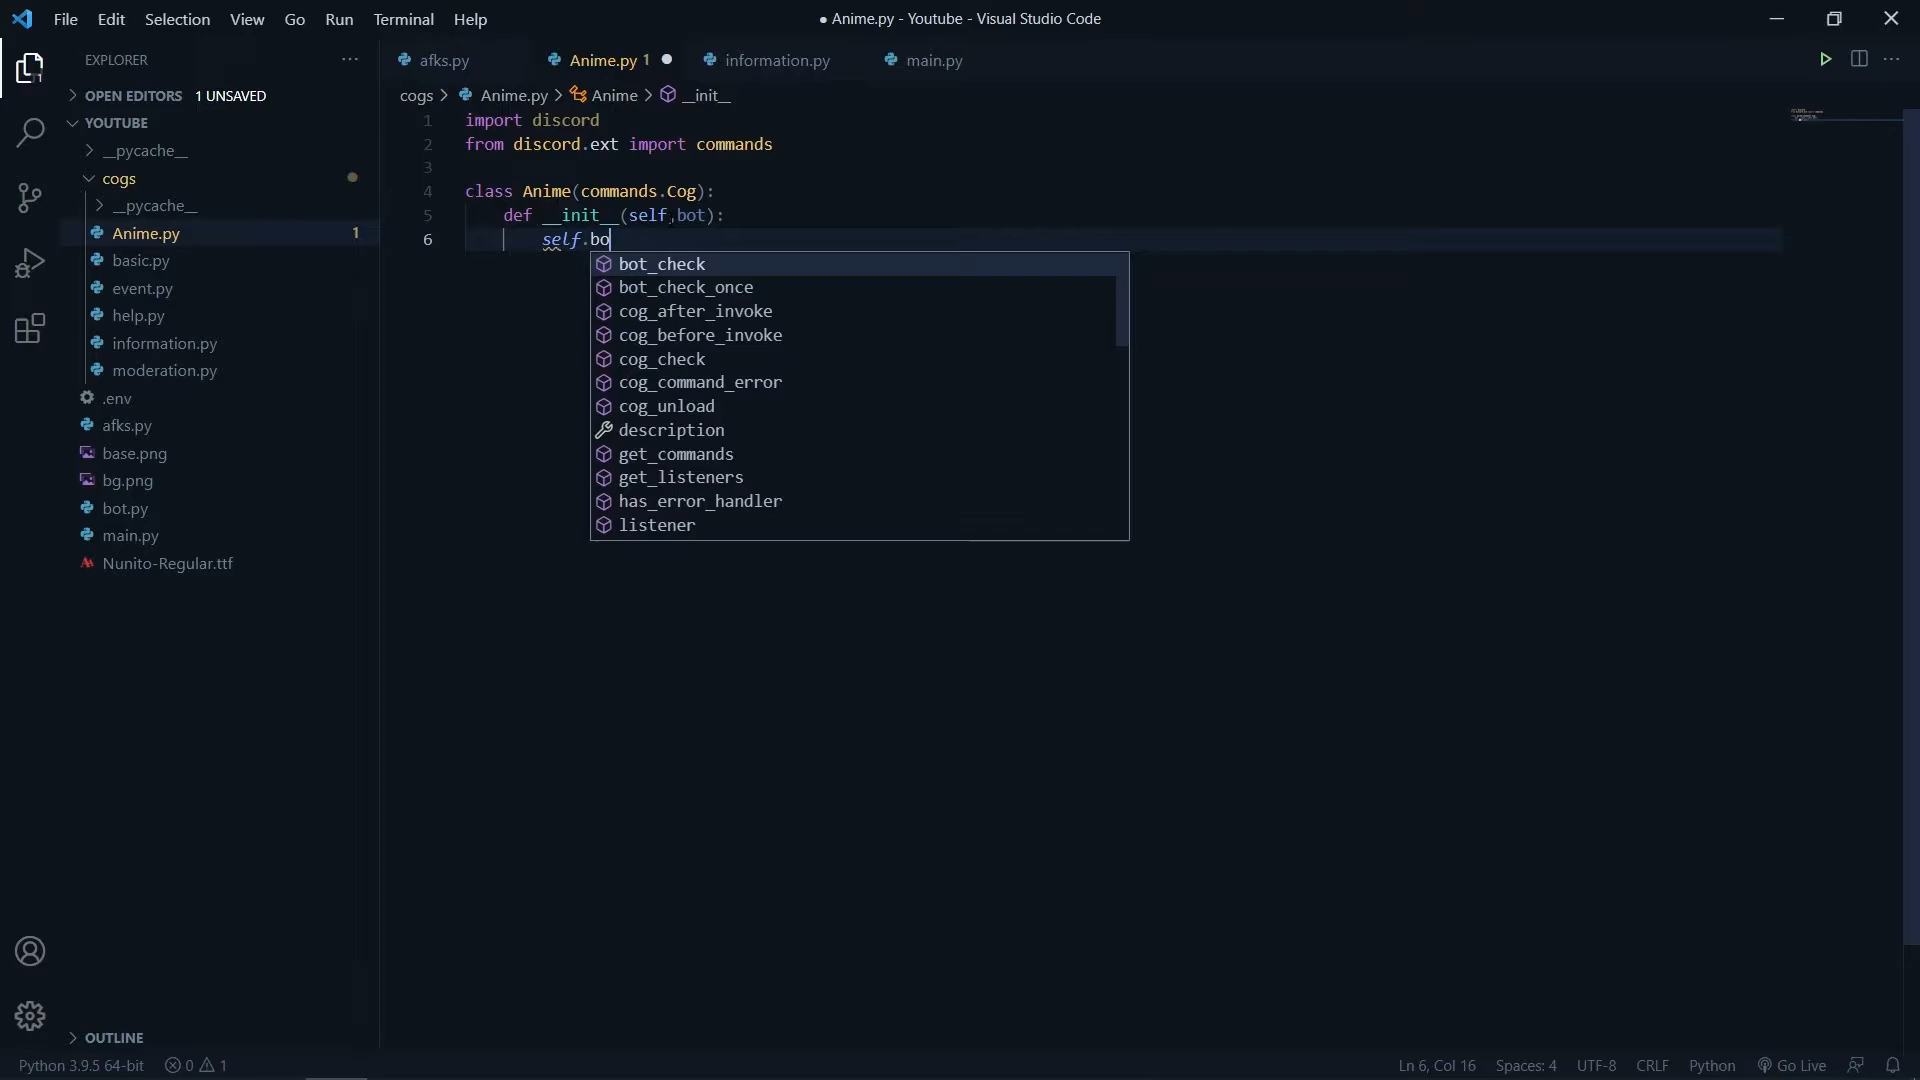 File Edit Selection View Go Run Terminal Help
● Anime.py - Youtube - Visual Studio Code
EXPLORER
OPEN EDITORS 1 UNSAVED
YOUTUBE
__pycache__
cogs
__pycache__
Anime.py 1
basic.py
event.py
help.py
information.py
moderation.py
.env
afks.py
base.png
bg.png
bot.py
main.py
Nunito-Regular.ttf
OUTLINE
afks.py Anime.py 1 information.py main.py
cogs > Anime.py > Anime > __init__
1 import discord
2 from discord.ext import commands
3
4 class Anime(commands.Cog):
5 def __init__(self,bot):
6 self.bo
bot_check
bot_check_once
cog_after_invoke
cog_before_invoke
cog_check
cog_command_error
cog_unload
description
get_commands
get_listeners
has_error_handler
listener
Python 3.9.5 64-bit 0 1 Ln 6, Col 16 Spaces: 4 UTF-8 CRLF Python Go Live